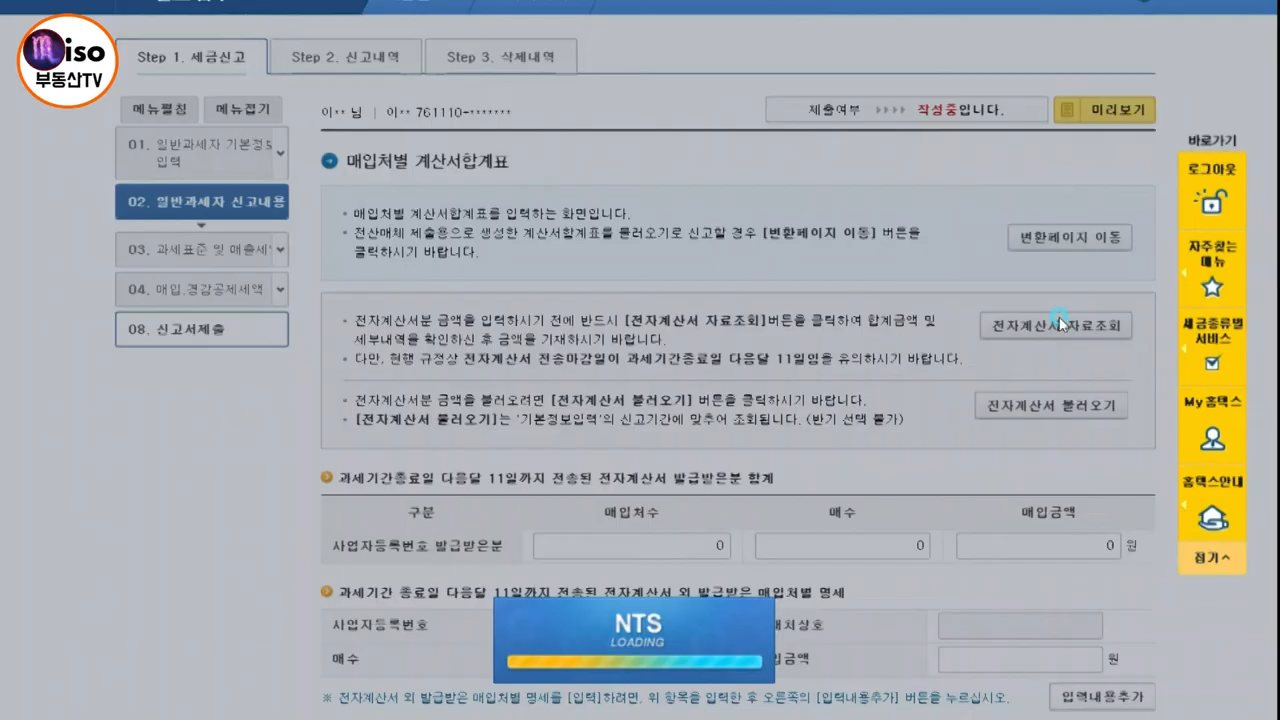 miso
부동산TV
Step 1. 세금신고
Step 2. 신고내역
Step 3. 삭제내역
메뉴펼침
메뉴접기
이** 님 | 이** 761110-*******
제출여부 작성중입니다.
미리보기
01. 일반과세자 기본정보
입력
02. 일반과세자 신고내용
03. 과세표준 및 매출세
04. 매입.경감공제세액
08. 신고서제출
매입처별 계산서합계표
매입처별 계산서합계표를 입력하는 화면입니다.
전산매체 제출용으로 생성한 계산서합계표를 불러오기로 신고할 경우 [변환페이지 이동] 버튼을
클릭하시기 바랍니다.
변환페이지 이동
전자계산서분 금액을 입력하시기 전에 반드시 [전자계산서 자료조회]버튼을 클릭하여 합계금액 및
세부내역을 확인하신 후 금액을 기재하시기 바랍니다.
다만, 현행 규정상 전자계산서 전송마감일이 과세기간종료일 다음달 11일임을 유의하시기 바랍니다.
전자계산서 자료조회
전자계산서분 금액을 불러오려면 [전자계산서 불러오기] 버튼을 클릭하시기 바랍니다.
[전자계산서 불러오기]는 '기본정보입력'의 신고기간에 맞추어 조회됩니다. (반기 선택 불가)
전자계산서 불러오기
과세기간종료일 다음달 11일까지 전송된 전자계산서 발급받은분 합계
구분 매입처수 매수 매입금액
사업자등록번호 발급받은분 0 0 0 원
과세기간 종료일 다음달 11일까지 전송된 전자계산서 외 발급받은 매입처별 명세
사업자등록번호
매수
원
NTS
LOADING
※ 전자계산서 외 발급받은 매입처별 명세를 [입력]하려면, 위 항목을 입력한 후 오른쪽의 [입력내용추가] 버튼을 누르십시오.
입력내용추가
바로가기
로그아웃
자주찾는
메뉴
세금종류별
서비스
My홈택스
홈택스안내
접기